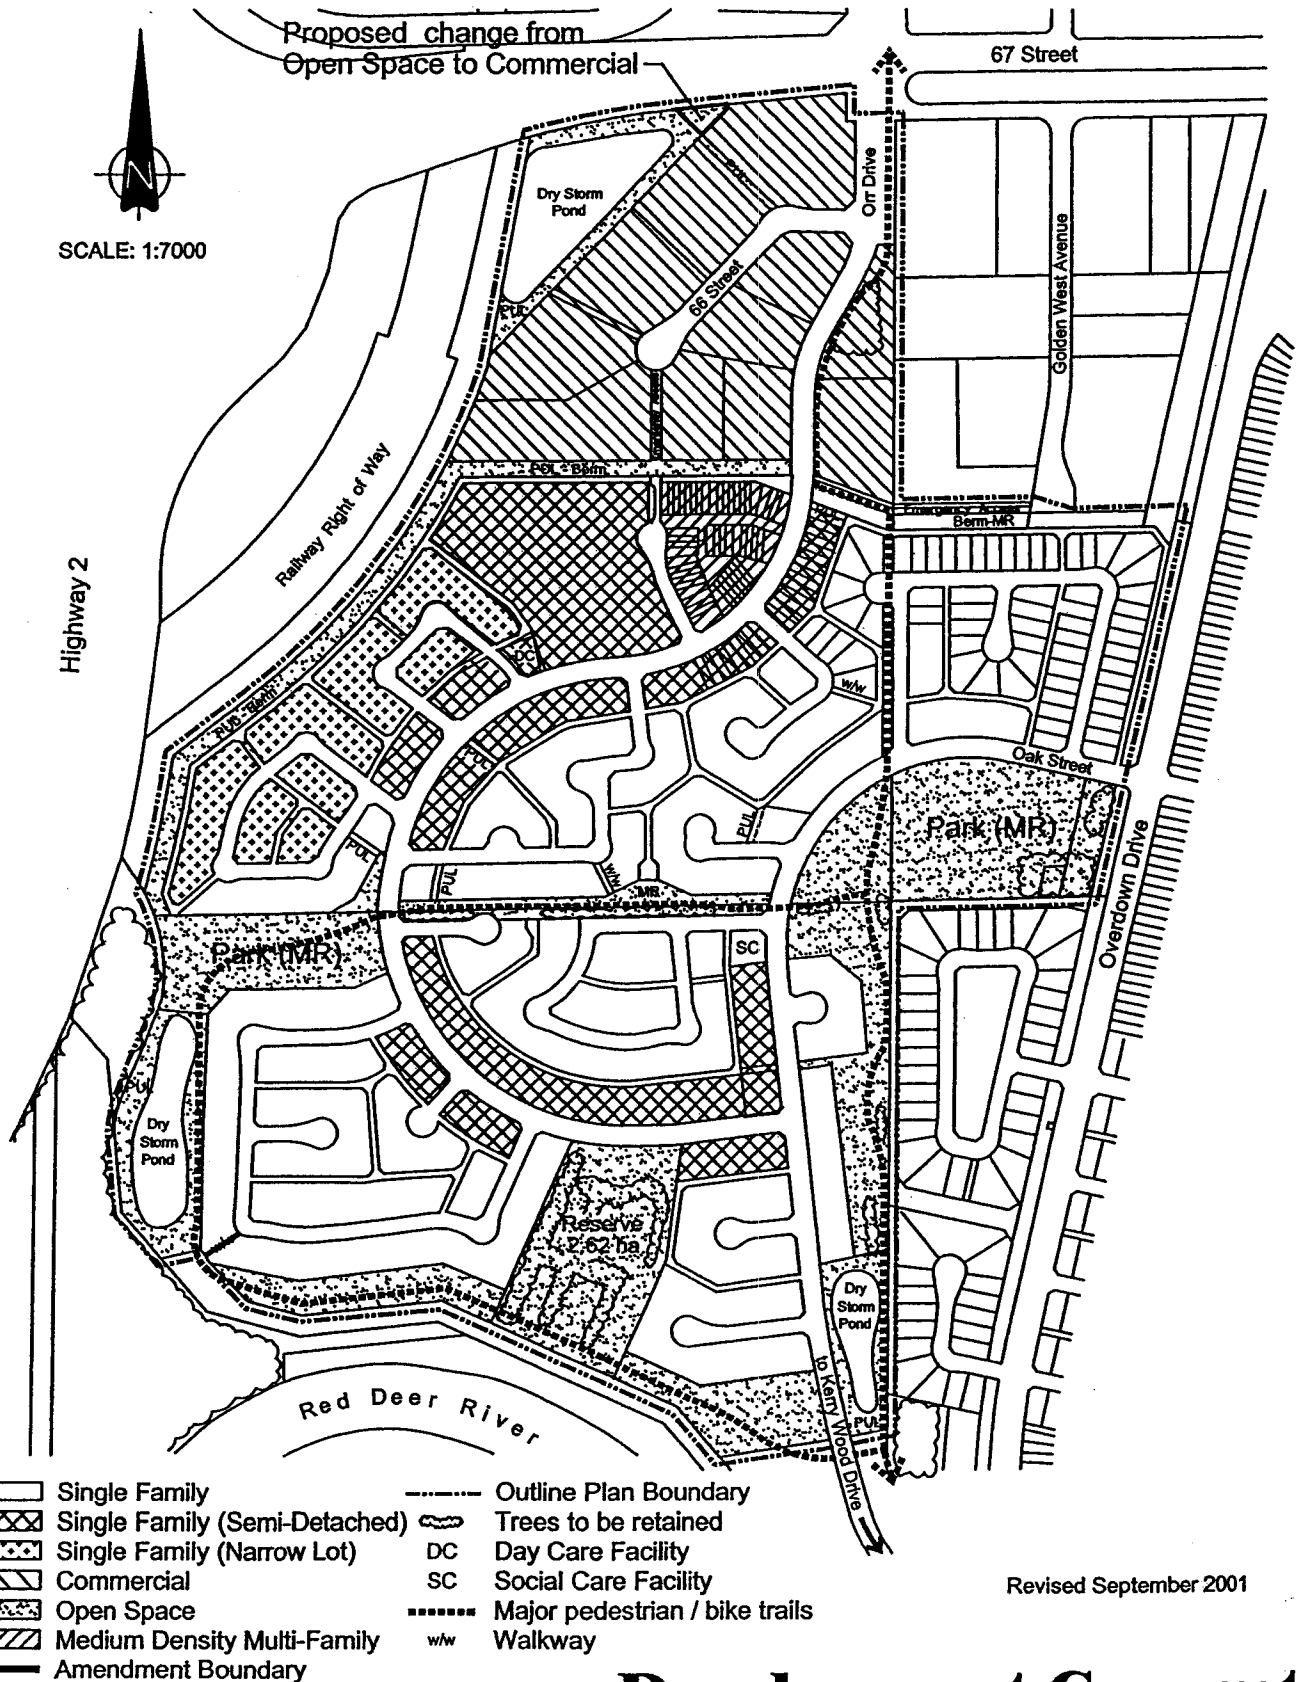 Proposed change from
Open Space to Commercial
67 Street
N
SCALE: 1:7000
Dry Storm
Pond
PUL
Orr Drive
66 Street
Golden West Avenue
PUL
Railway Right of Way
PUL - Berm
Emergency Access
Berm-MR
Highway 2
DC
w/w
PUL - Berm
Oak Street
PUL
PUL
Park (MR)
PUL
PUL
w/w
MR
Overdown Drive
Park (MR)
SC
PUL
Dry
Storm
Pond
Reserve
2.62 ha
Dry
Storm
Pond
to Kerry Wood Drive
PUL
Red Deer River
Single Family
Single Family (Semi-Detached)
Single Family (Narrow Lot)
Commercial
Open Space
Medium Density Multi-Family
Amendment Boundary
Outline Plan Boundary
Trees to be retained
DC Day Care Facility
SC Social Care Facility
Major pedestrian / bike trails
w/w Walkway
Revised September 2001